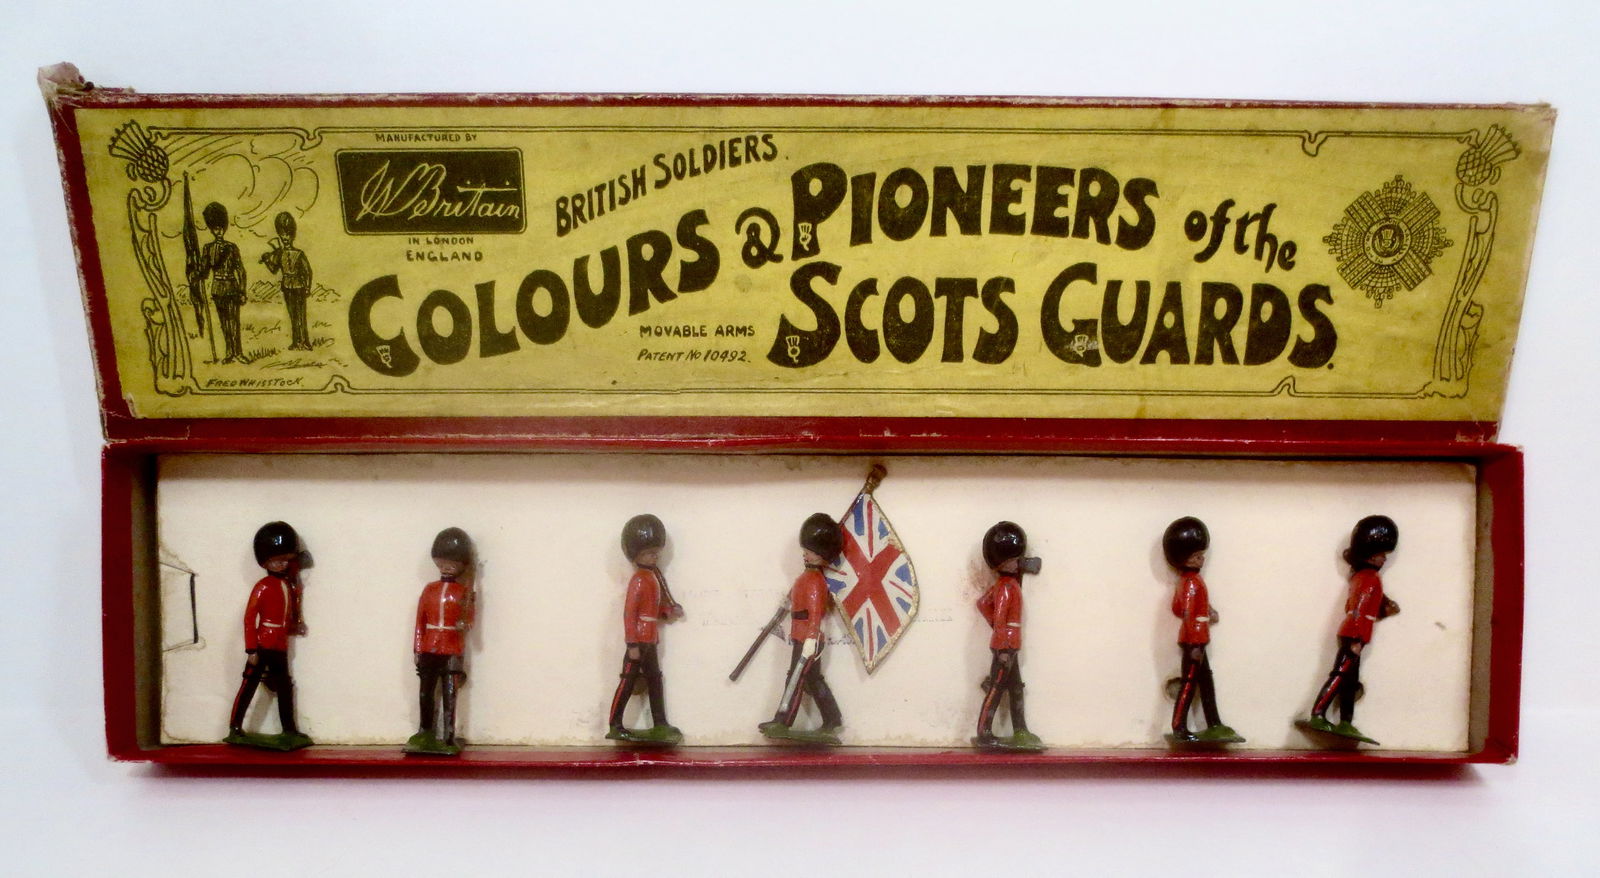 MANUFACTURED BY
W Britain
IN LONDON
ENGLAND
BRITISH SOLDIERS.
COLOURS & PIONEERS of the
SCOTS GUARDS.
MOVABLE ARMS
PATENT No 10492.
FRED WHISSTOCK.